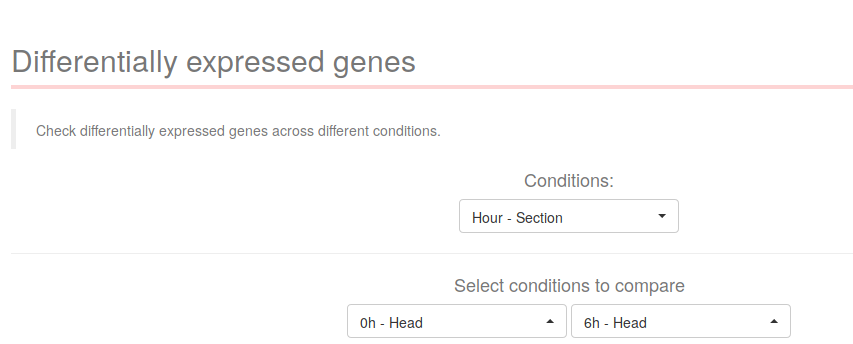 Differentially expressed genes
Check differentially expressed genes across different conditions.
Conditions:
Hour - Section
Select conditions to compare
0h - Head 6h - Head